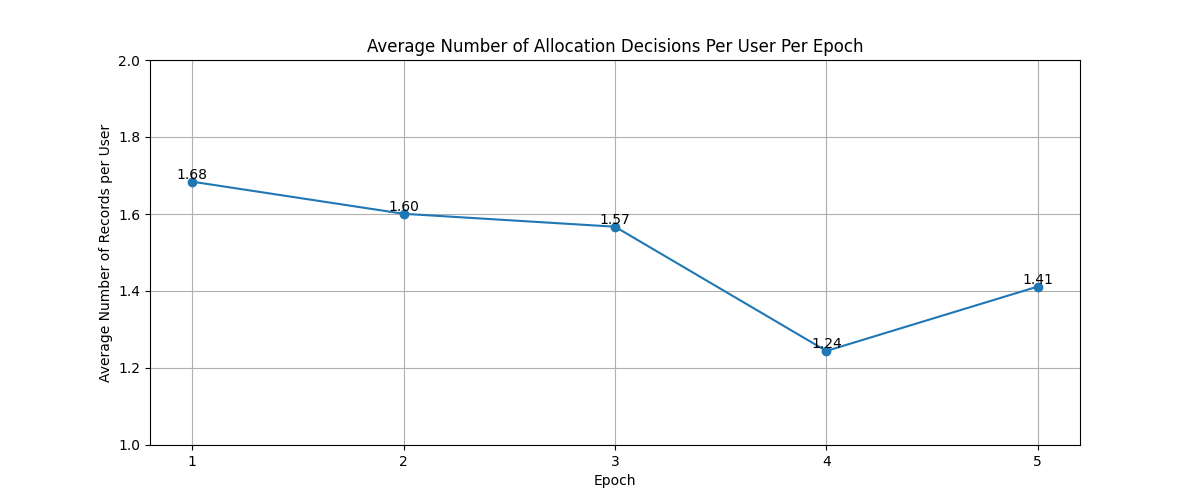 Average Number of Allocation Decisions Per User Per Epoch
Average Number of Records per User
2.0
1.8
1.6
1.4
1.2
1.0
1.68
1.60
1.57
1.24
1.41
1 2 3 4 5
Epoch